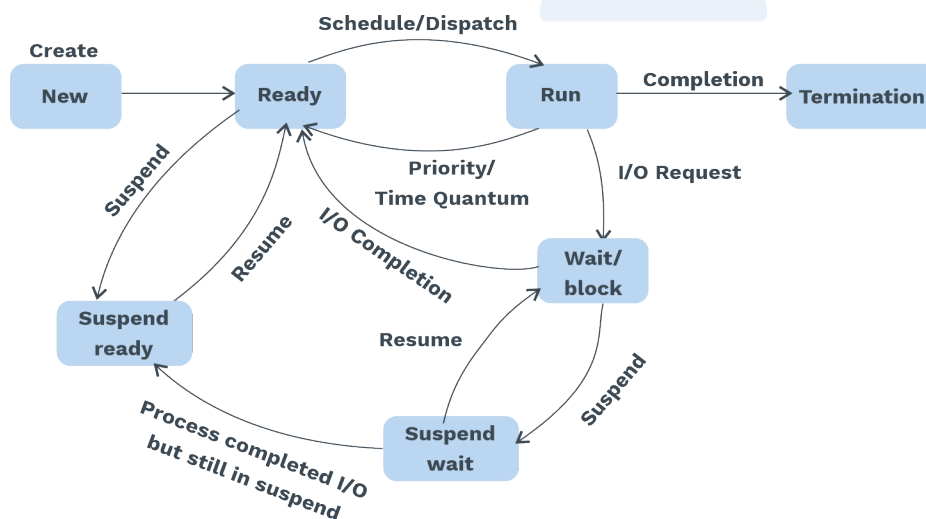 Schedule/Dispatch
Create
New
Ready
Run
Completion
Termination
Priority/
Time Quantum
I/O Request
Suspend
Resume
I/O Completion
Wait/
block
Suspend
ready
Resume
Suspend
Process completed I/O
but still in suspend
Suspend
wait